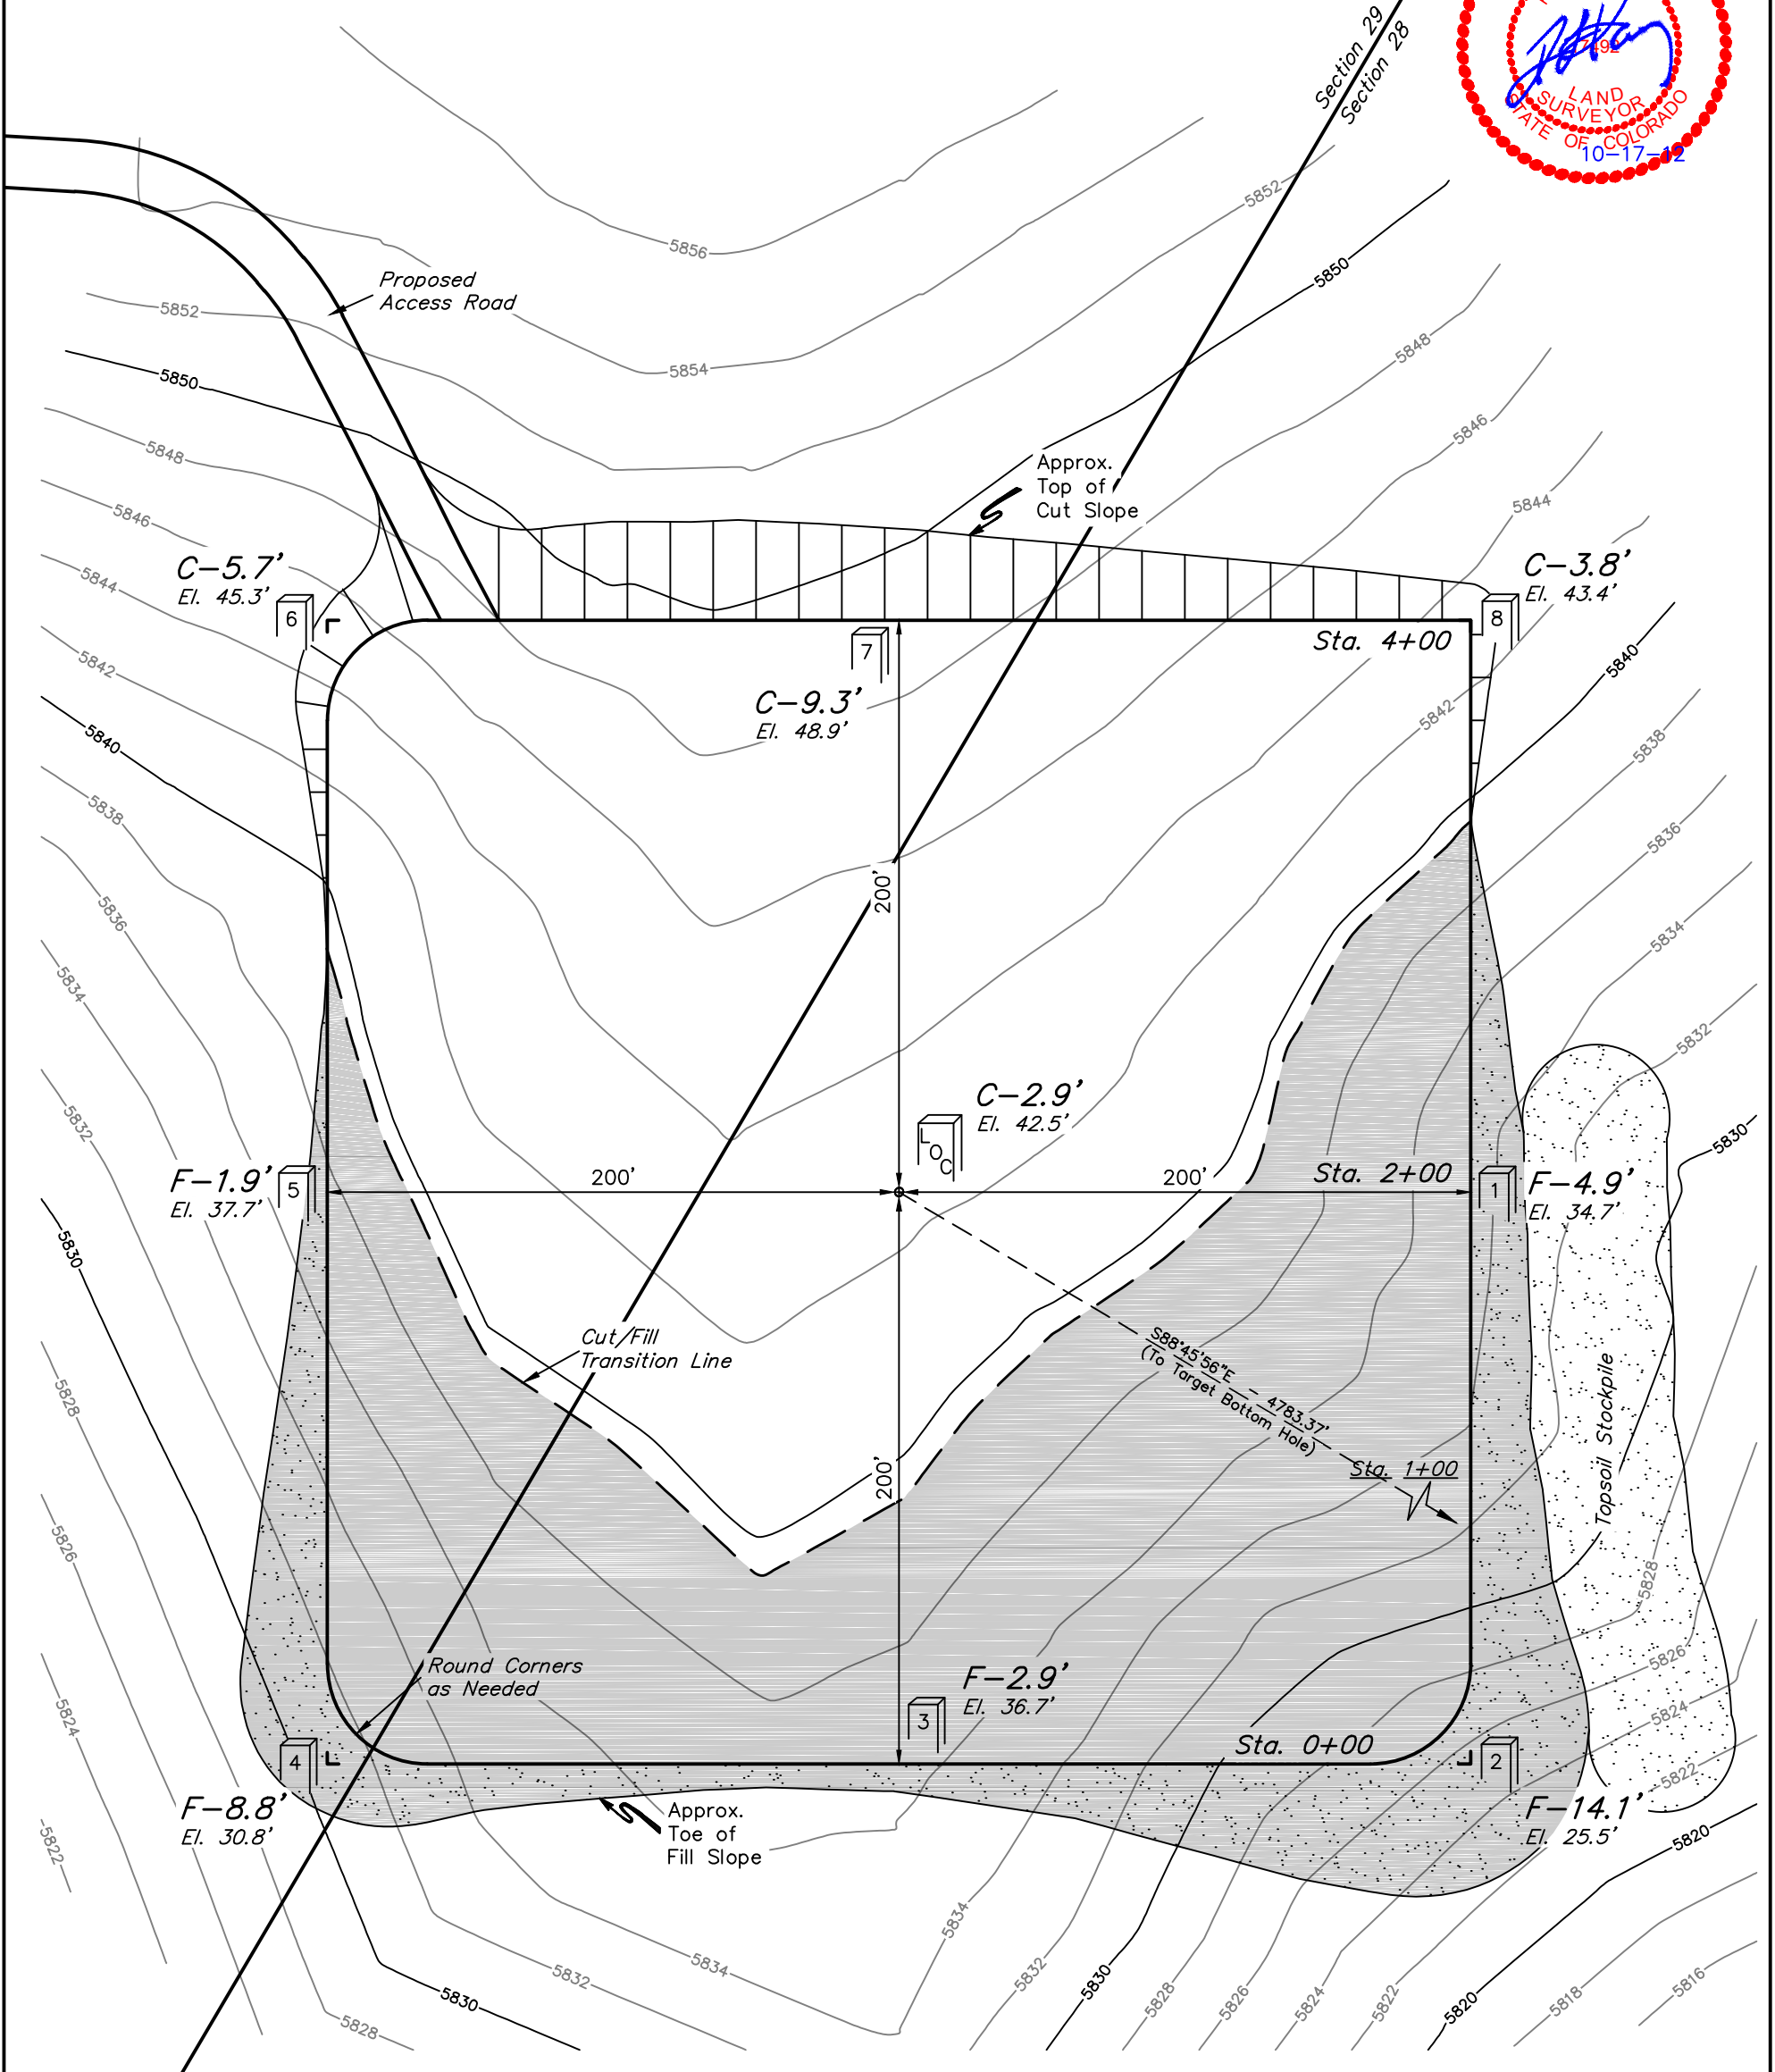 Section 29
Section 28
LAND
SURVEYOR
STATE OF COLORADO
10-17-12
5856
5852
5850
Proposed
Access Road
5852
5854
5848
5850
5846
5848
Approx.
Top of
Cut Slope
5844
5846
C-5.7'
El. 45.3'
C-3.8'
El. 43.4'
5844
6
8
7
Sta. 4+00
5842
5840
C-9.3'
El. 48.9'
5842
5840
5838
5838
5836
200'
5836
5834
5834
5832
C-2.9'
El. 42.5'
5832
LOC
5830
F-1.9'
El. 37.7'
5
200'
200'
Sta. 2+00
1
F-4.9'
El. 34.7'
5830
Cut/Fill
Transition Line
S88°45'56"E - 4783.37'
(To Target Bottom Hole)
5828
Topsoil Stockpile
200'
Sta. 1+00
5826
5828
Round Corners
as Needed
5826
F-2.9'
El. 36.7'
5824
5824
3
Sta. 0+00
4
2
5822
F-8.8'
El. 30.8'
Approx.
Toe of
Fill Slope
F-14.1'
El. 25.5'
5822
5820
5834
5834
5832
5832
5830
5830
5828
5828
5826
5824
5822
5820
5818
5816